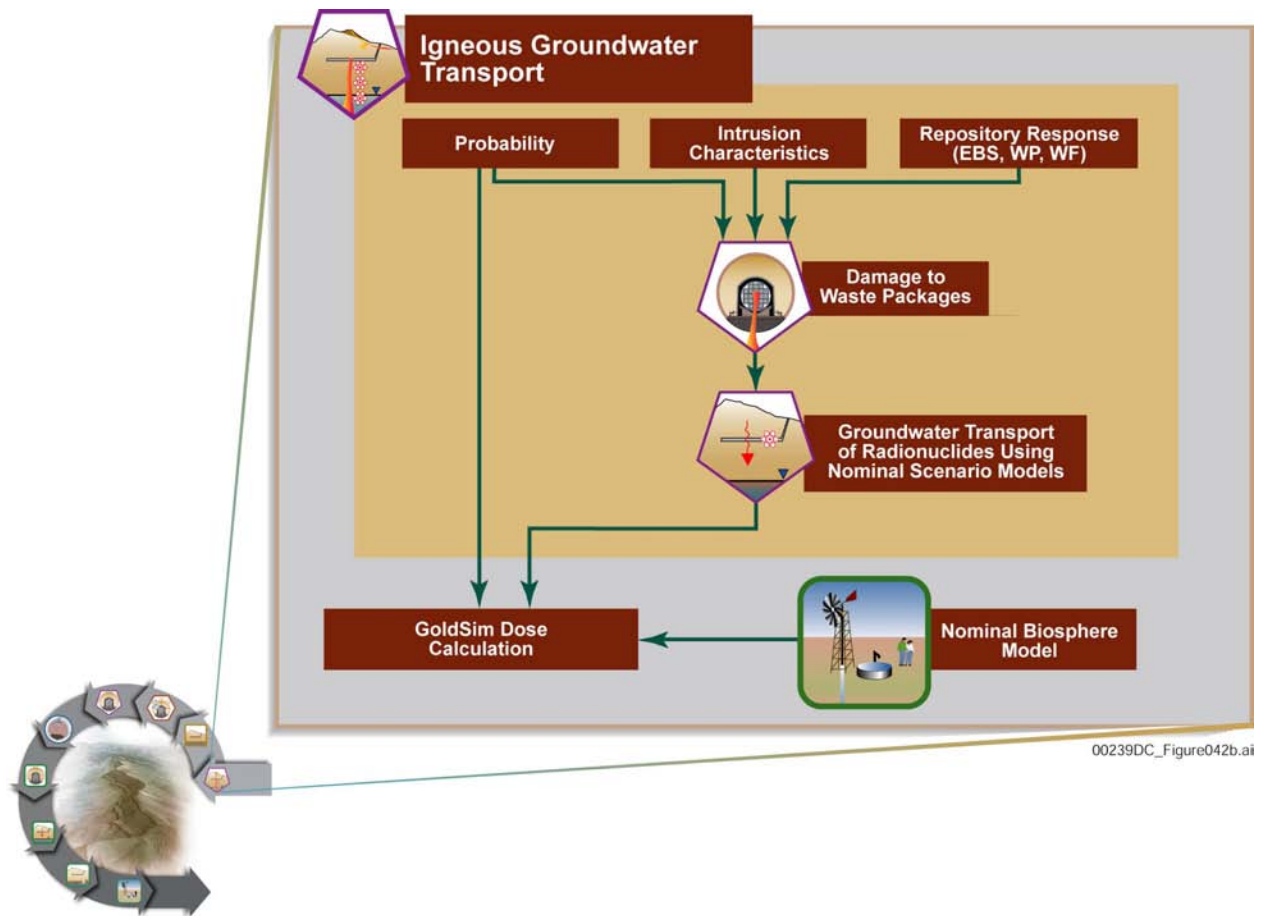 Igneous Groundwater
Transport
Probability
Intrusion
Characteristics
Repository Response
(EBS, WP, WF)
Damage to
Waste Packages
Groundwater Transport
of Radionuclides Using
Nominal Scenario Models
GoldSim Dose
Calculation
Nominal Biosphere
Model
00239DC_Figure042b.ai